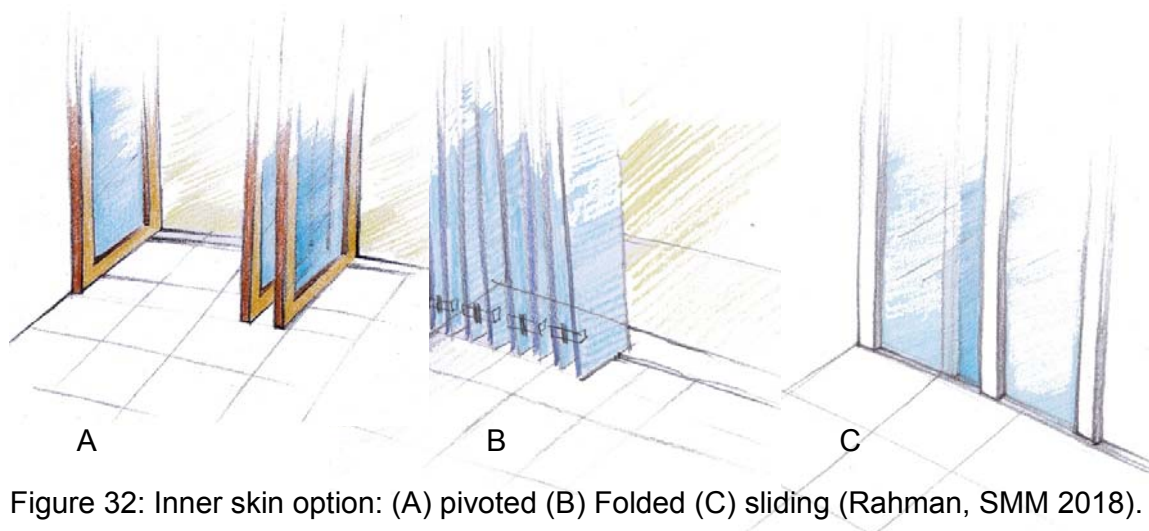 A
B
C
Figure 32: Inner skin option: (A) pivoted (B) Folded (C) sliding (Rahman, SMM 2018).